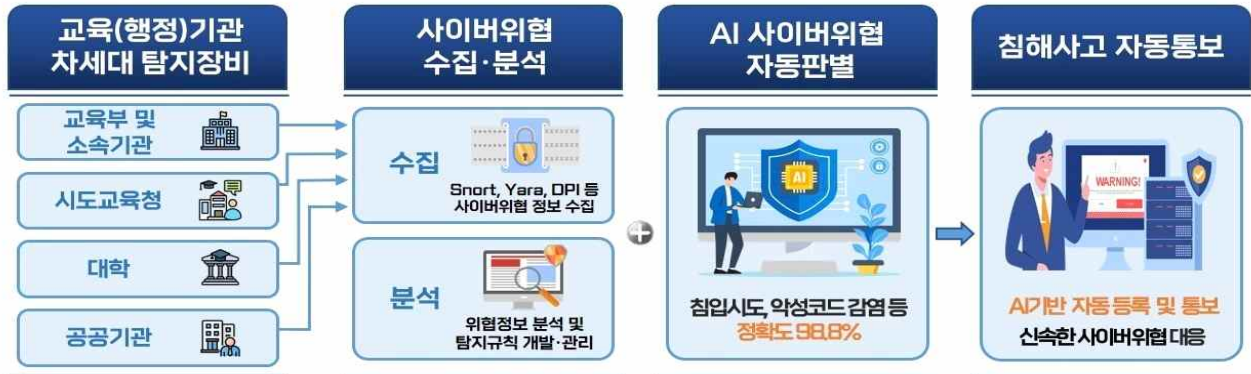 교육(행정)기관
차세대 탐지장비
교육부 및
소속기관
시도교육청
대학
공공기관
사이버위협
수집·분석
수집
Snort, Yara, DPI 등
사이버위협 정보 수집
분석
위협정보 분석 및
탐지규칙 개발·관리
AI 사이버위협
자동판별
AI
침입시도, 악성코드 감염 등
정확도 98.8%
침해사고 자동통보
WARNING!
AI기반 자동 등록 및 통보
신속한 사이버위협 대응